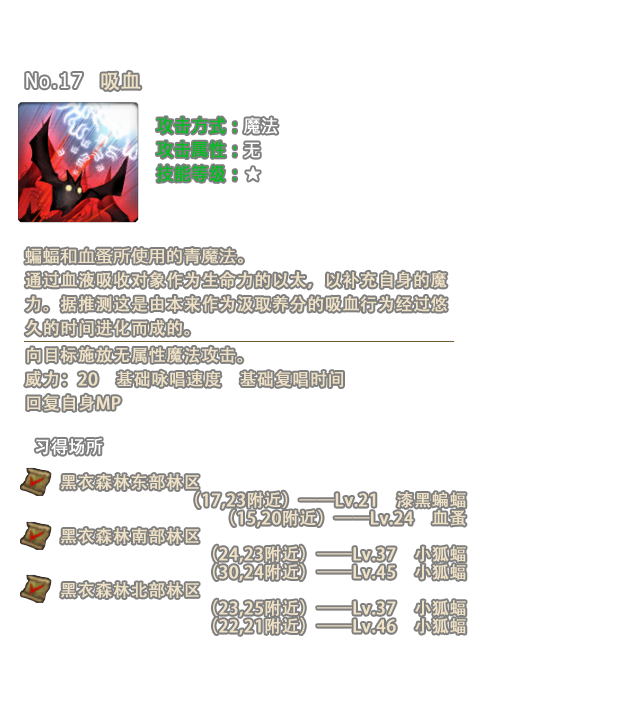 No.17 吸血
攻击方式：魔法
攻击属性：无
技能等级：★
蝙蝠和血蚤所使用的青魔法。
通过血液吸收对象作为生命力的以太，以补充自身的魔
力。据推测这是由本来作为汲取养分的吸血行为经过悠
久的时间进化而成的。
向目标施放无属性魔法攻击。
威力：20 基础咏唱速度 基础复唱时间
回复自身MP
习得场所
黑衣森林东部林区
（17,23附近）——Lv.21 漆黑蝙蝠
（15,20附近）——Lv.24 血蚤
黑衣森林南部林区
（24,23附近）——Lv.37 小狐蝠
（30,24附近）——Lv.45 小狐蝠
黑衣森林北部林区
（23,25附近）——Lv.37 小狐蝠
（22,21附近）——Lv.46 小狐蝠